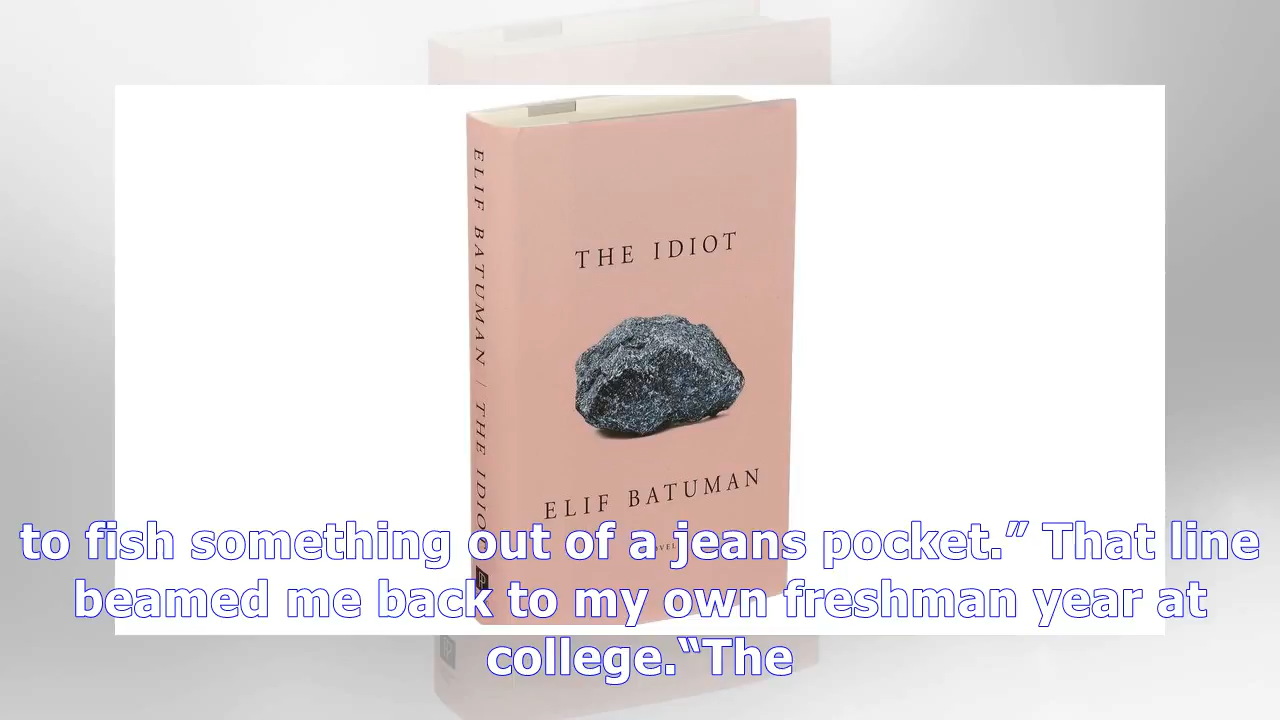 THE IDIOT
ELIF BATUMAN
ELIF BATUMAN / THE IDIOT
to fish something out of a jeans pocket.” That line
beamed me back to my own freshman year at
college.“The